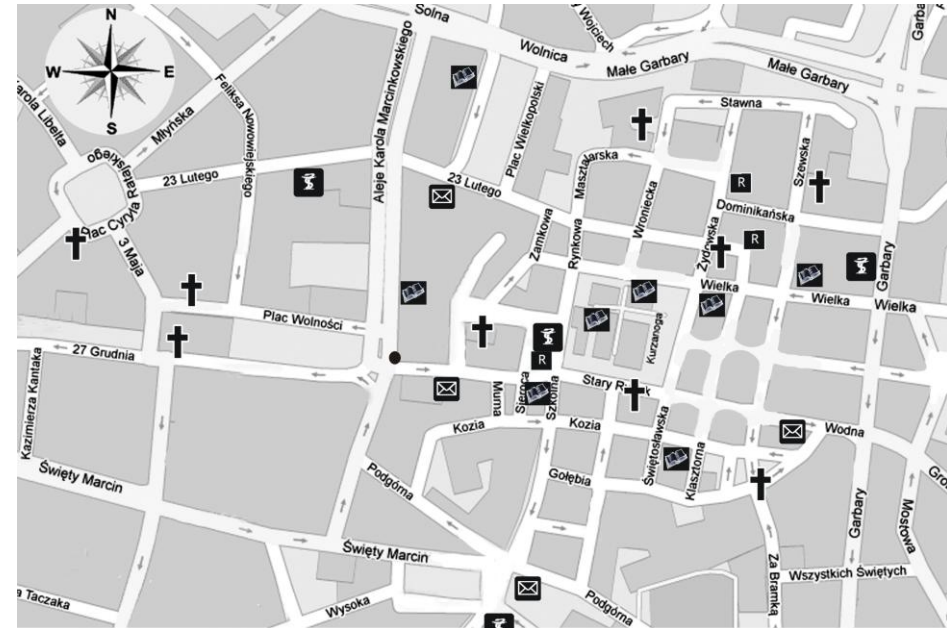 N
W
E
S
Solna
Wojciech
Garba
Wolnica
Małe Garbary
Małe Garbary
Karola Libelta
Młyńska
Feliksa Nowowiejskiego
Aleje Karola Marcinkowskiego
Plac Wielkopolski
Stawna
Ratajskiego
Plac Cyryla
23 Lutego
23 Lutego
Masztalarska
Szewska
R
Dominikańska
Wroniecka
Żydowska
R
3 Maja
Zamkowa
Rynkowa
Garbary
Wielka
Wielka
Wielka
Plac Wolności
Kurzanoga
27 Grudnia
R
Stary Rynek
Kazimierza Kantaka
Murna
Sieroca
Szkolna
Kozia
Kozia
Wodna
Świętosławska
Klasztorna
Święty Marcin
Podgórna
Gołębia
Garbary
Mostowa
Gro
Święty Marcin
Za Bramką
Wszystkich Świętych
a Taczaka
Wysoka
Podgórna